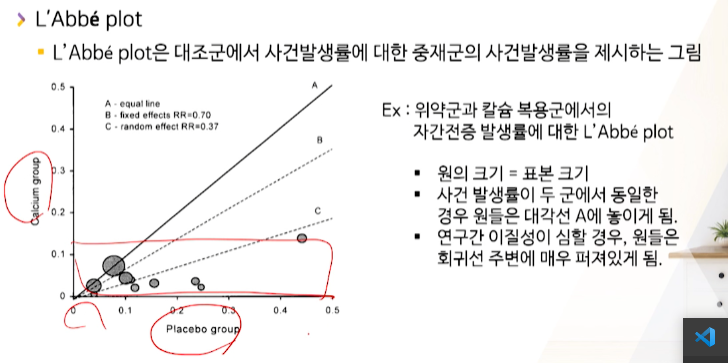 L'Abbé plot
L'Abbé plot은 대조군에서 사건발생률에 대한 중재군의 사건발생률을 제시하는 그림
0.5
0.4
0.3
0.2
0.1
0
Calcium group
A - equal line
B - fixed effects RR=0.70
C - random effect RR=0.37
A
B
C
0 0.1 0.2 0.3 0.4 0.5
Placebo group
Ex : 위약군과 칼슘 복용군에서의
자간전증 발생률에 대한 L'Abbé plot
원의 크기 = 표본 크기
사건 발생률이 두 군에서 동일한
경우 원들은 대각선 A에 놓이게 됨.
연구간 이질성이 심할 경우, 원들은
회귀선 주변에 매우 퍼져있게 됨.